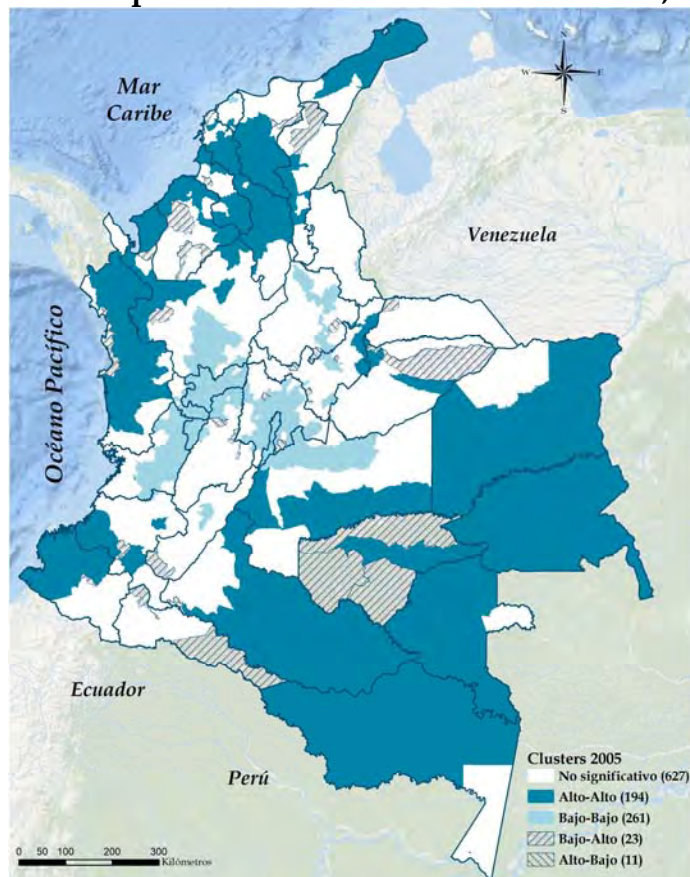 N
W E
S
Mar
Caribe
Venezuela
Océano Pacífico
Ecuador
Perú
Clusters 2005
No significativo (627)
Alto-Alto (194)
Bajo-Bajo (261)
Bajo-Alto (23)
Alto-Bajo (11)
0 50 100 200 300
Kilómetros